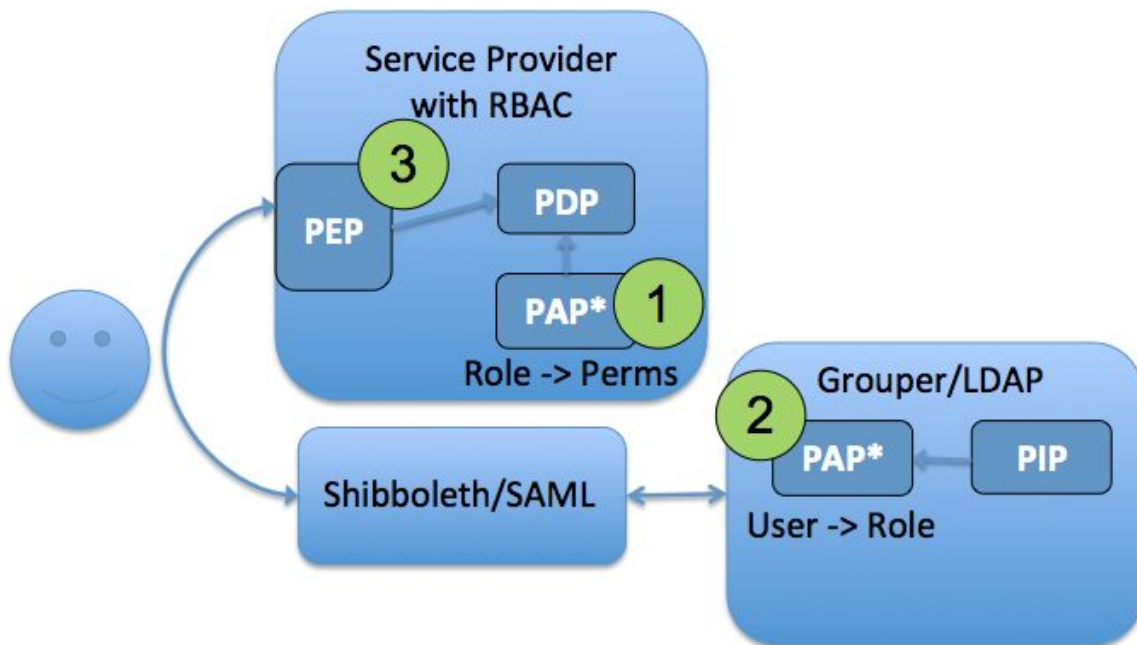 Service Provider
with RBAC
3
PEP
PDP
PAP*
1
Role -> Perms
Grouper/LDAP
2
PAP*
PIP
User -> Role
Shibboleth/SAML